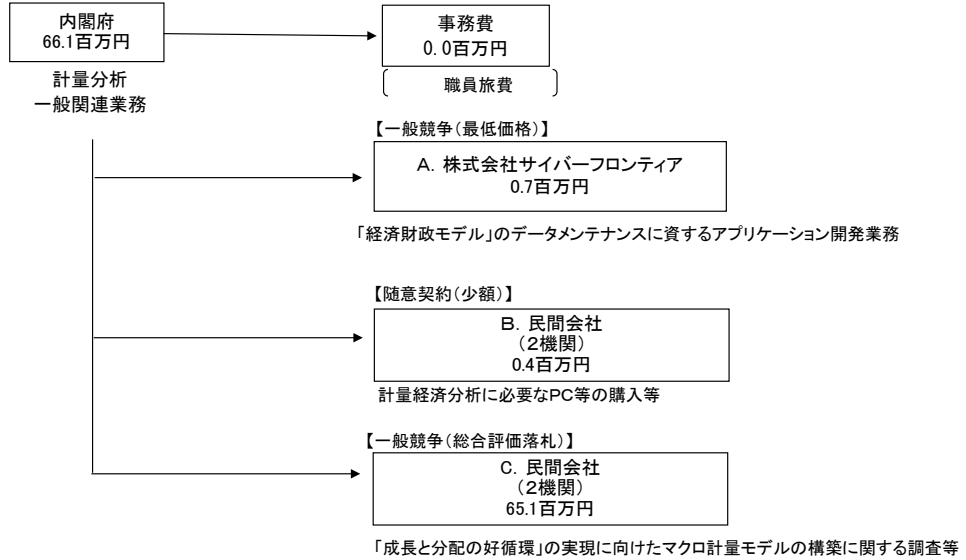 内閣府
66.1百万円
事務費
0.0百万円
職員旅費
計量分析
一般関連業務
【一般競争(最低価格)】
A. 株式会社サイバーフロンティア
0.7百万円
「経済財政モデル」のデータメンテナンスに資するアプリケーション開発業務
【随意契約(少額)】
B. 民間会社
(2機関)
0.4百万円
計量経済分析に必要なPC等の購入等
【一般競争(総合評価落札)】
C. 民間会社
(2機関)
65.1百万円
「成長と分配の好循環」の実現に向けたマクロ計量モデルの構築に関する調査等